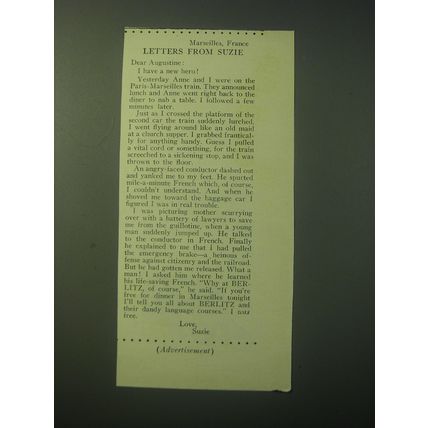 Marseilles, France
LETTERS FROM SUZIE
Dear Augustine:
I have a new hero!
Yesterday Anne and I were on the
Paris-Marseilles train. They announced
lunch and Anne went right back to the
diner to nab a table. I followed a few
minutes later.
Just as I crossed the platform of the
second car the train suddenly lurched.
I went flying around like an old maid
at a church supper. I grabbed frantical-
ly for anything handy. Guess I pulled
a vital cord or something, for the train
screeched to a sickening stop, and I was
thrown to the floor.
An angry-faced conductor dashed out
and yanked me to my feet. He spurted
mile-a-minute French which, of course,
I couldn't understand. And when he
shoved me toward the baggage car I
figured I was in real trouble.
I was picturing mother scurrying
over with a battery of lawyers to save
me from the guillotine, when a young
man suddenly jumped up. He talked
to the conductor in French. Finally
he explained to me that I had pulled
the emergency brake—a heinous of-
fense against citizenry and the railroad.
But he had gotten me released. What a
man! I asked him where he learned
his life-saving French. "Why at BER-
LITZ, of course," he said. "If you're
free for dinner in Marseilles tonight
I'll tell you all about BERLITZ and
their dandy language courses." I was
free.
Love,
Suzie
(Advertisement)